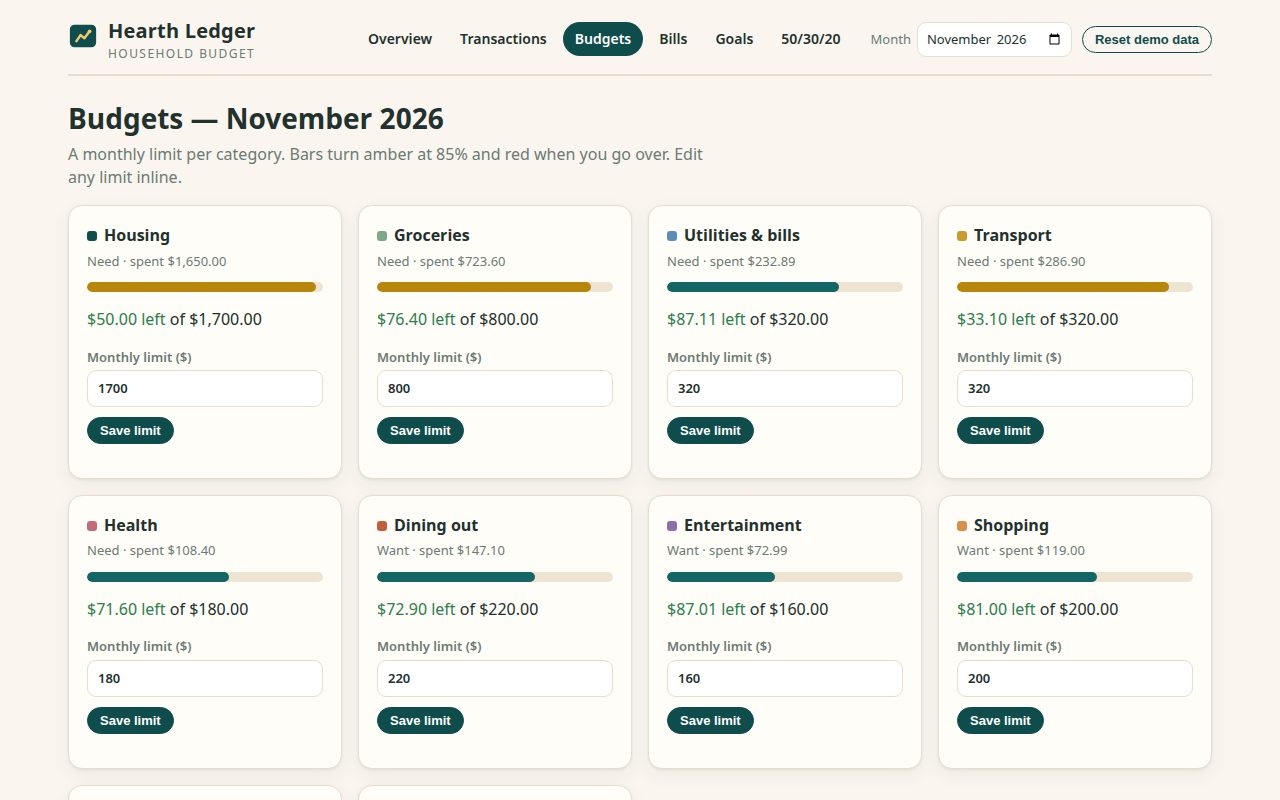 Hearth Ledger
HOUSEHOLD BUDGET
Overview Transactions Budgets Bills Goals 50/30/20 Month November 2026 Reset demo data
Budgets — November 2026
A monthly limit per category. Bars turn amber at 85% and red when you go over. Edit
any limit inline.
Housing
Need · spent $1,650.00
$50.00 left of $1,700.00
Monthly limit ($)
1700
Save limit
Groceries
Need · spent $723.60
$76.40 left of $800.00
Monthly limit ($)
800
Save limit
Utilities & bills
Need · spent $232.89
$87.11 left of $320.00
Monthly limit ($)
320
Save limit
Transport
Need · spent $286.90
$33.10 left of $320.00
Monthly limit ($)
320
Save limit
Health
Need · spent $108.40
$71.60 left of $180.00
Monthly limit ($)
180
Save limit
Dining out
Want · spent $147.10
$72.90 left of $220.00
Monthly limit ($)
220
Save limit
Entertainment
Want · spent $72.99
$87.01 left of $160.00
Monthly limit ($)
160
Save limit
Shopping
Want · spent $119.00
$81.00 left of $200.00
Monthly limit ($)
200
Save limit